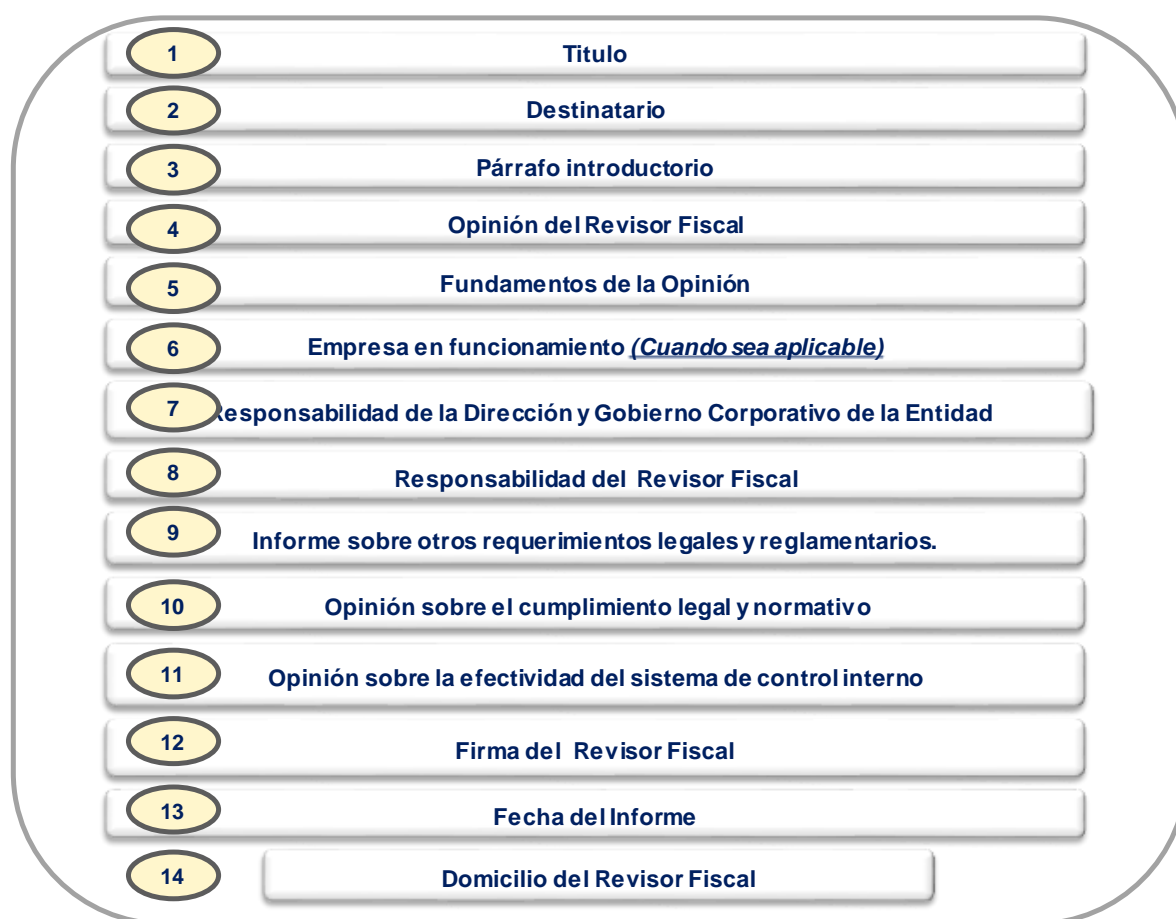 1 Titulo
2 Destinatario
3 Párrafo introductorio
4 Opinión del Revisor Fiscal
5 Fundamentos de la Opinión
6 Empresa en funcionamiento (Cuando sea aplicable)
7 Responsabilidad de la Dirección y Gobierno Corporativo de la Entidad
8 Responsabilidad del Revisor Fiscal
9 Informe sobre otros requerimientos legales y reglamentarios.
10 Opinión sobre el cumplimiento legal y normativo
11 Opinión sobre la efectividad del sistema de control interno
12 Firma del Revisor Fiscal
13 Fecha del Informe
14 Domicilio del Revisor Fiscal